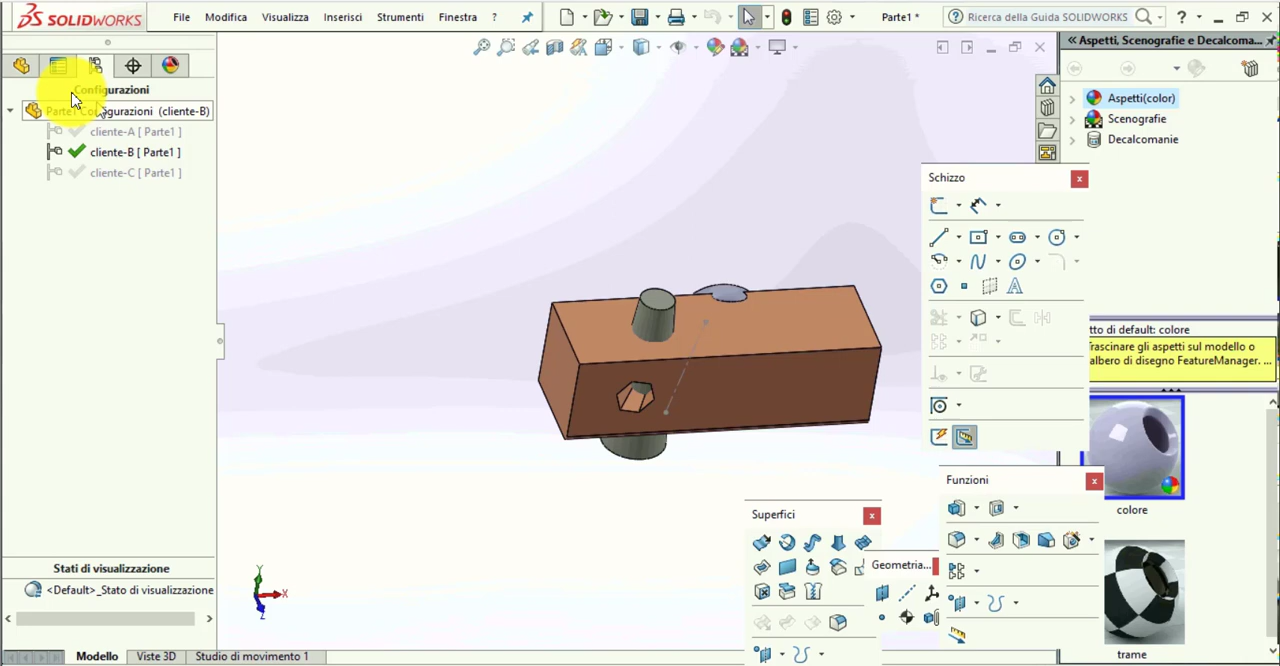 SOLIDWORKS
File Modifica Visualizza Inserisci Strumenti Finestra ?
Parte1 *
Ricerca della Guida SOLIDWORKS
?
Configurazioni
Parte1 Configurazioni (cliente-B)
cliente-A [ Parte1 ]
cliente-B [ Parte1 ]
cliente-C [ Parte1 ]
Stati di visualizzazione
<Default>_Stato di visualizzazione
Modello Viste 3D Studio di movimento 1
Y
X
Z
Aspetti, Scenografie e Decalcoma...
Aspetti(color)
Scenografie
Decalcomanie
Schizzo
Funzioni
Superfici
Geometria...
tto di default: colore
Trascinare gli aspetti sul modello o
albero di disegno FeatureManager. ...
colore
trame